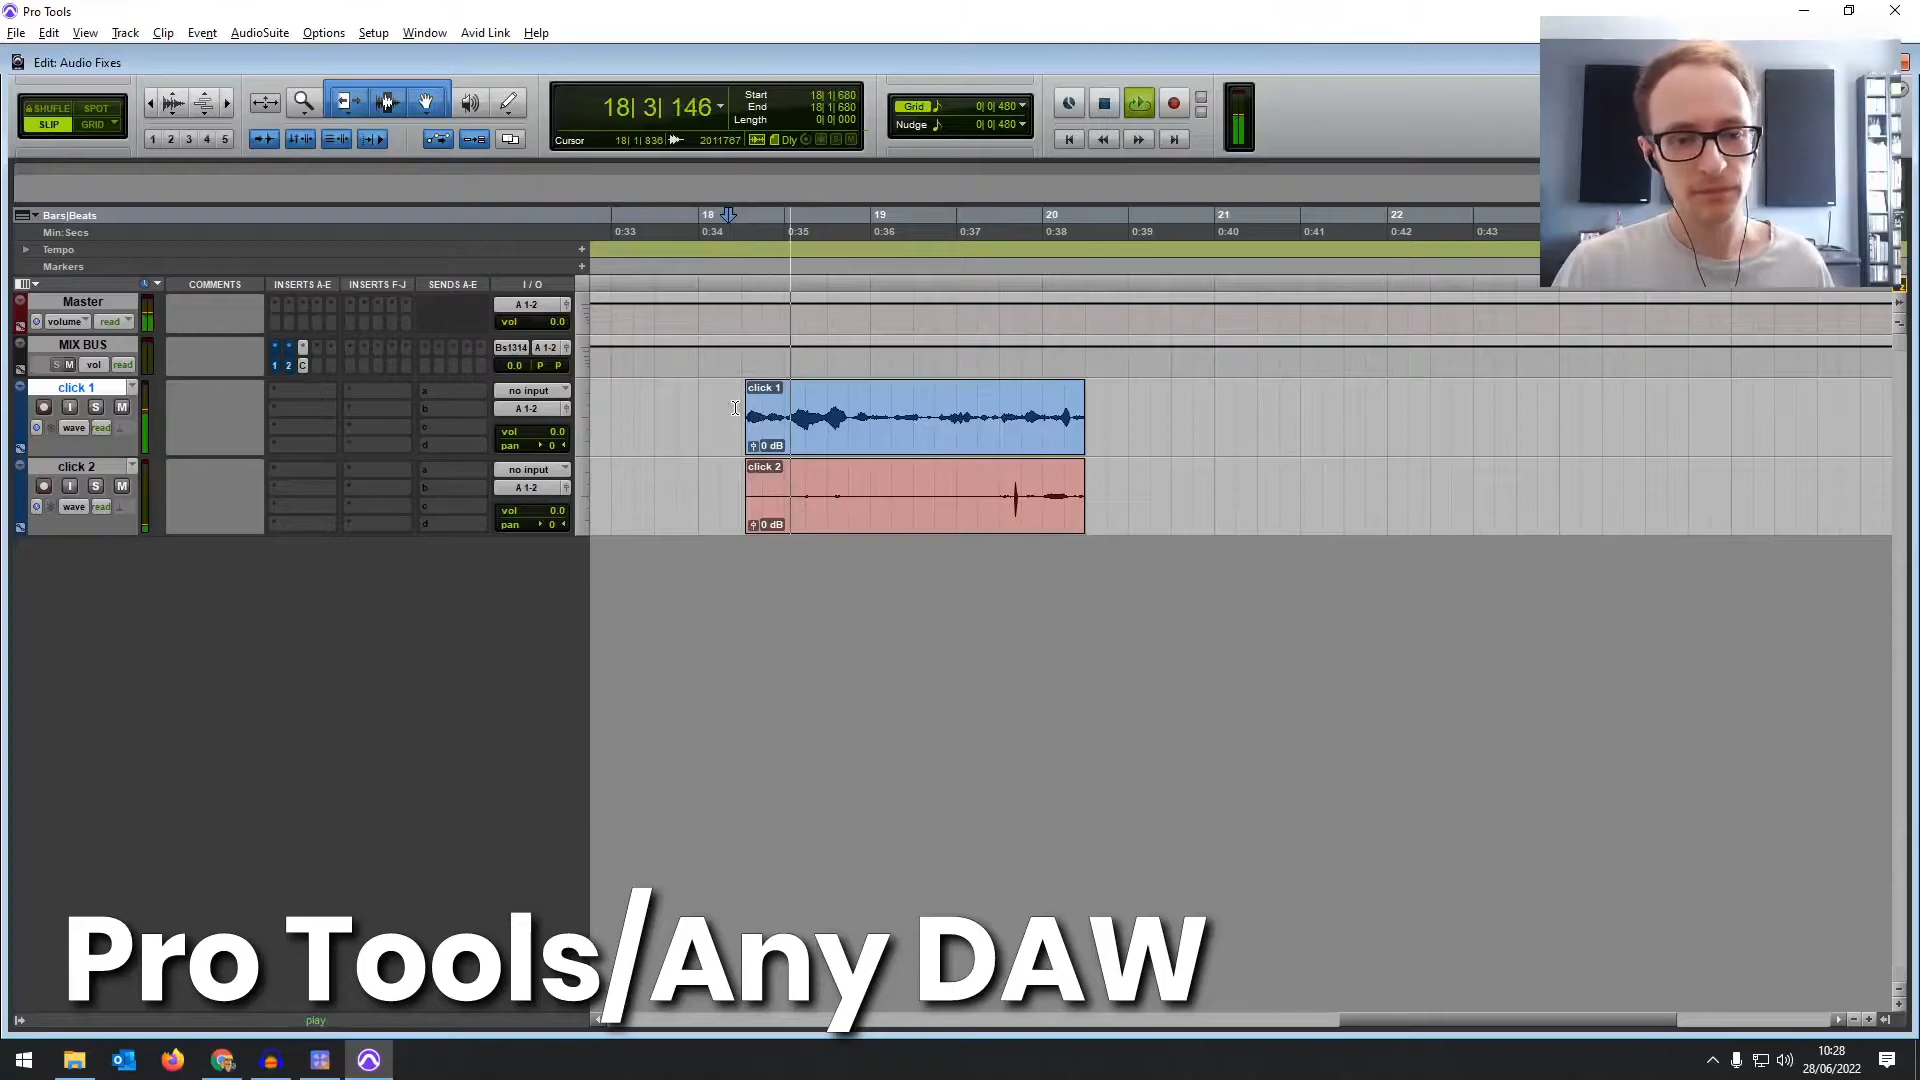 Pro Tools
File Edit View Track Clip Event AudioSuite Options Setup Window Avid Link Help
Edit: Audio Fixes
SHUFFLE SPOT
SLIP GRID
1 2 3 4 5
18| 3| 146
Start 18| 1| 680
End 18| 1| 680
Length 0| 0| 000
Cursor 18| 1| 836 2011767 Dly
Grid 0| 0| 480
Nudge 0| 0| 480
Bars|Beats 18 19 20 21 22
Min:Secs 0:33 0:34 0:35 0:36 0:37 0:38 0:39 0:40 0:41 0:42 0:43
Tempo
Markers
COMMENTS INSERTS A-E INSERTS F-J SENDS A-E I / O
Master A 1-2
volume read vol 0.0
MIX BUS Bs1314 A 1-2
S M vol read 1 2 C 0.0 P P
click 1 a no input
I S M b A 1-2
wave read c vol 0.0
d pan 0
click 1
0 dB
click 2 a no input
I S M b A 1-2
wave read c vol 0.0
d pan 0
click 2
0 dB
Pro Tools/Any DAW
play
10:28
28/06/2022